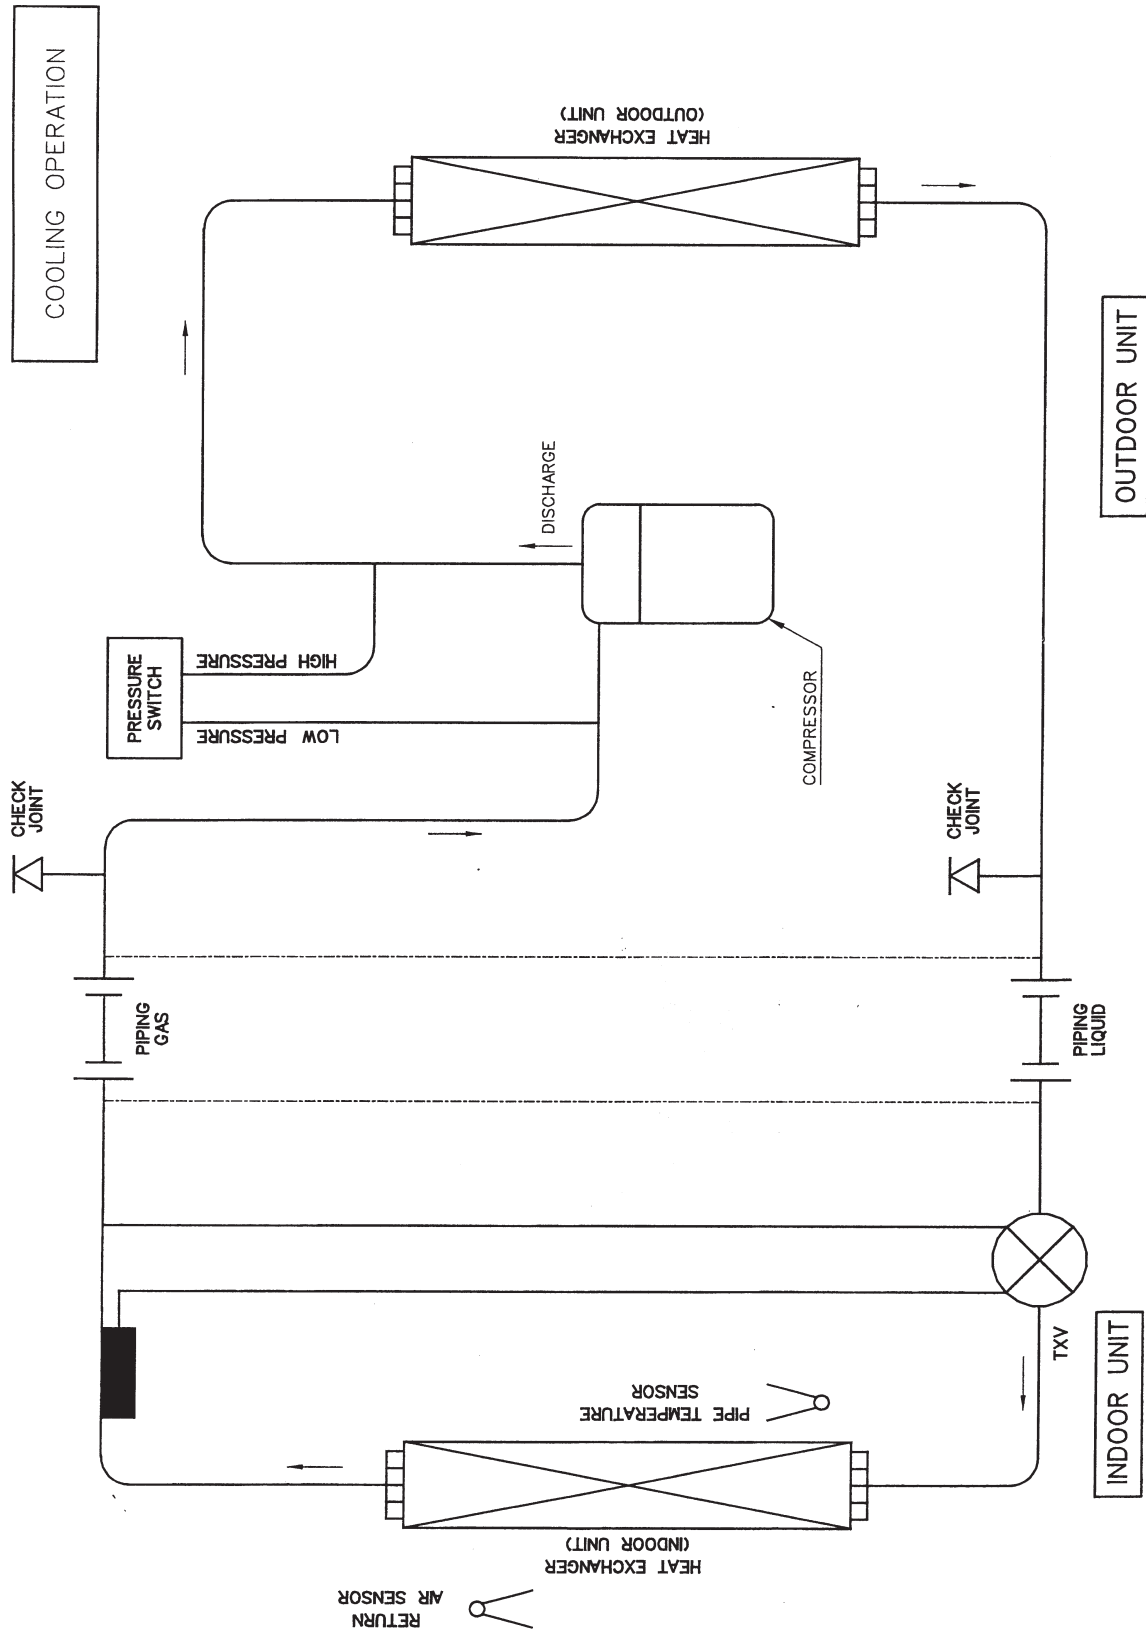 COOLING OPERATION
HEAT EXCHANGER
(OUTDOOR UNIT)
OUTDOOR UNIT
DISCHARGE
PRESSURE
SWITCH
HIGH PRESSURE
LOW PRESSURE
COMPRESSOR
CHECK
JOINT
CHECK
JOINT
PIPING
GAS
PIPING
LIQUID
TXV
INDOOR UNIT
PIPE TEMPERATURE
SENSOR
HEAT EXCHANGER
(INDOOR UNIT)
RETURN
AIR SENSOR